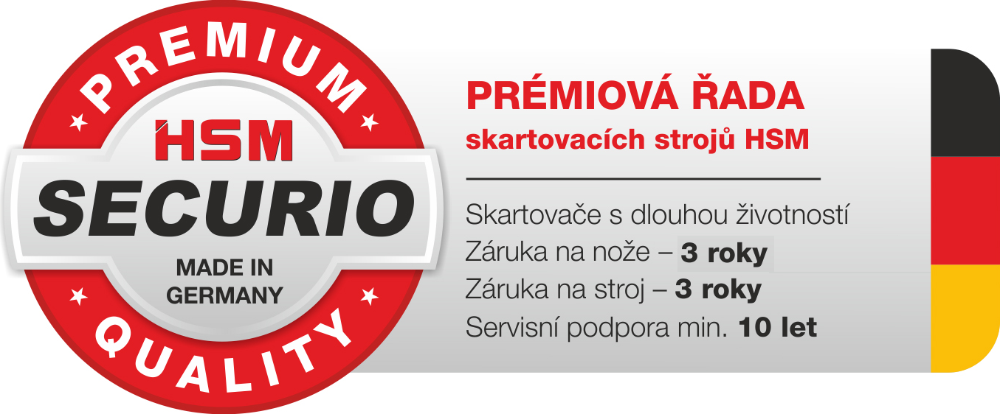 PREMIUM
HSM
SECURIO
MADE IN
GERMANY
QUALITY
PRÉMIOVÁ ŘADA
skartovacích strojů HSM
Skartovače s dlouhou životností
Záruka na nože – 3 roky
Záruka na stroj – 3 roky
Servisní podpora min. 10 let